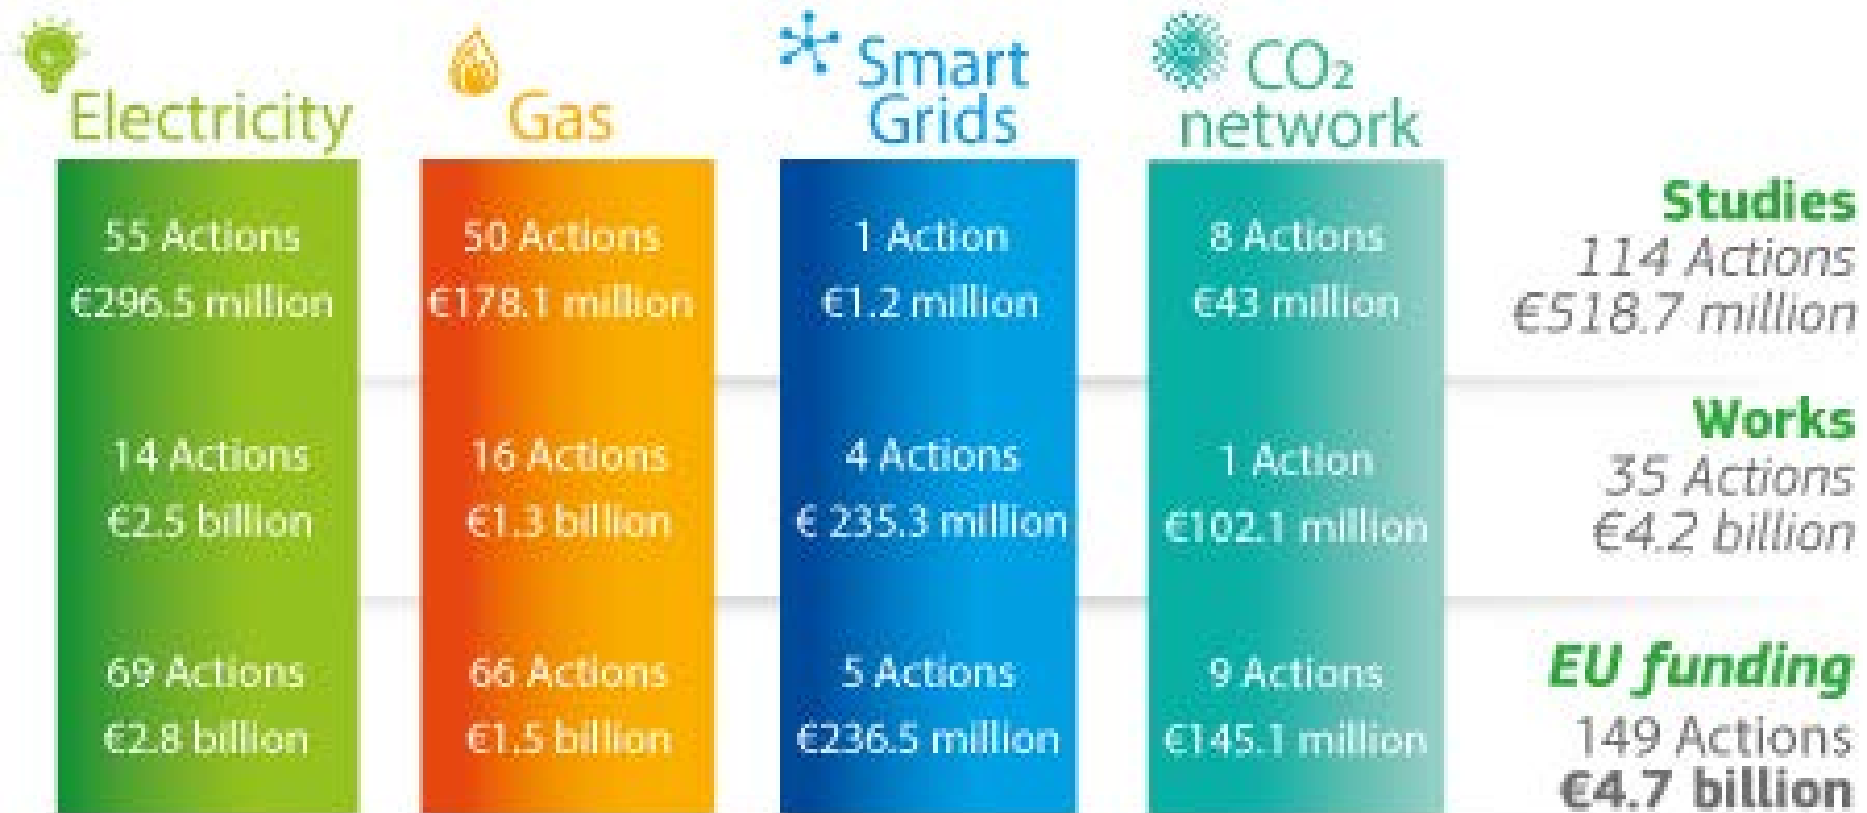 Electricity
Gas
Smart
Grids
CO₂
network
55 Actions
€296.5 million
50 Actions
€178.1 million
1 Action
€1.2 million
8 Actions
€43 million
Studies
114 Actions
€518.7 million
14 Actions
€2.5 billion
16 Actions
€1.3 billion
4 Actions
€ 235.3 million
1 Action
€102.1 million
Works
35 Actions
€4.2 billion
69 Actions
€2.8 billion
66 Actions
€1.5 billion
5 Actions
€236.5 million
9 Actions
€145.1 million
EU funding
149 Actions
€4.7 billion